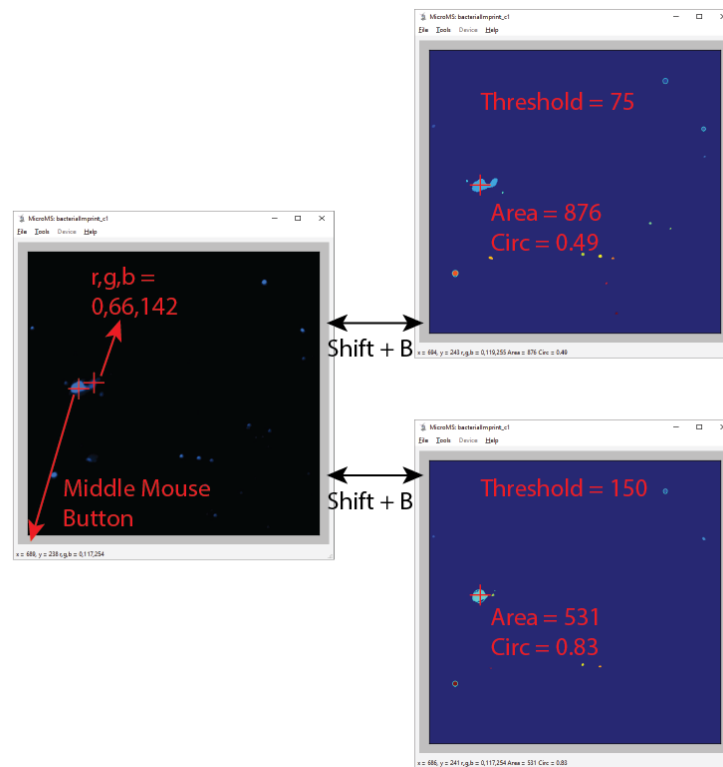 MicroMS: bacterialImprint_c1
File Tools Device Help
Threshold = 75
Area = 876
Circ = 0.49
x = 694, y = 243 r,g,b = 0,119,255 Area = 876 Circ = 0.49
MicroMS: bacterialImprint_c1
File Tools Device Help
r,g,b =
0,66,142
Middle Mouse
Button
x = 686, y = 238 r,g,b = 0,117,254
Shift + B
Shift + B
MicroMS: bacterialImprint_c1
File Tools Device Help
Threshold = 150
Area = 531
Circ = 0.83
x = 686, y = 241 r,g,b = 0,117,254 Area = 531 Circ = 0.83